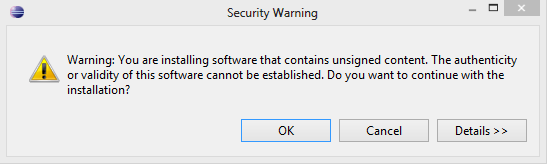 Security Warning
Warning: You are installing software that contains unsigned content. The authenticity
or validity of this software cannot be established. Do you want to continue with the
installation?
OK Cancel Details >>